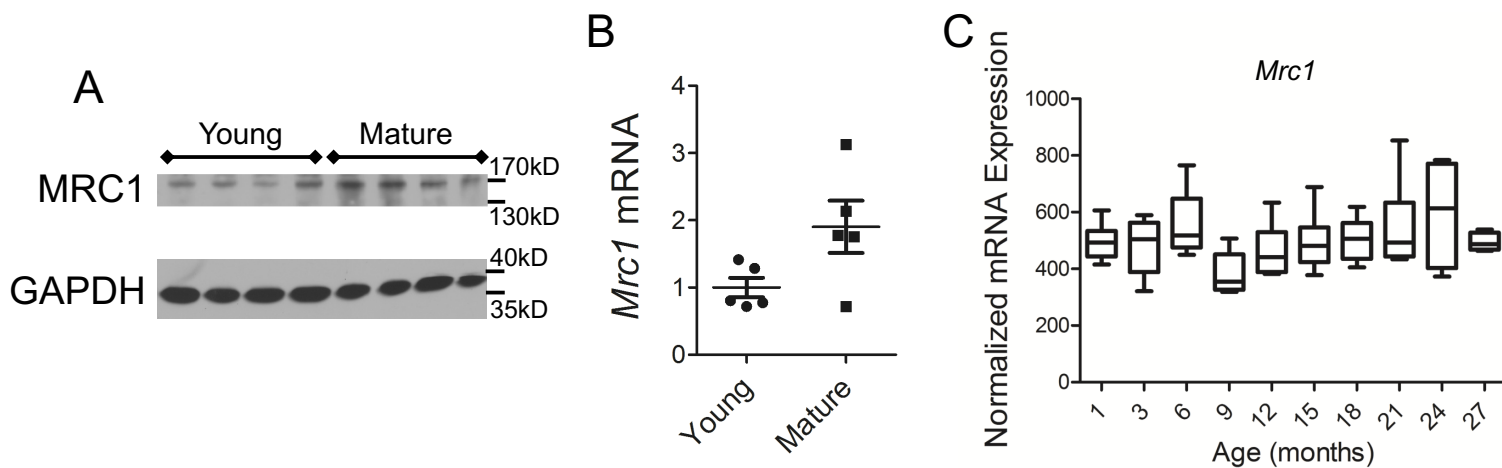 A
Young Mature
MRC1
170kD
130kD
GAPDH
40kD
35kD
B
Mrc1 mRNA
4
3
2
1
0
Young
Mature
C
Mrc1
Normalized mRNA Expression
1000
800
600
400
200
0
1 3 6 9 12 15 18 21 24 27
Age (months)